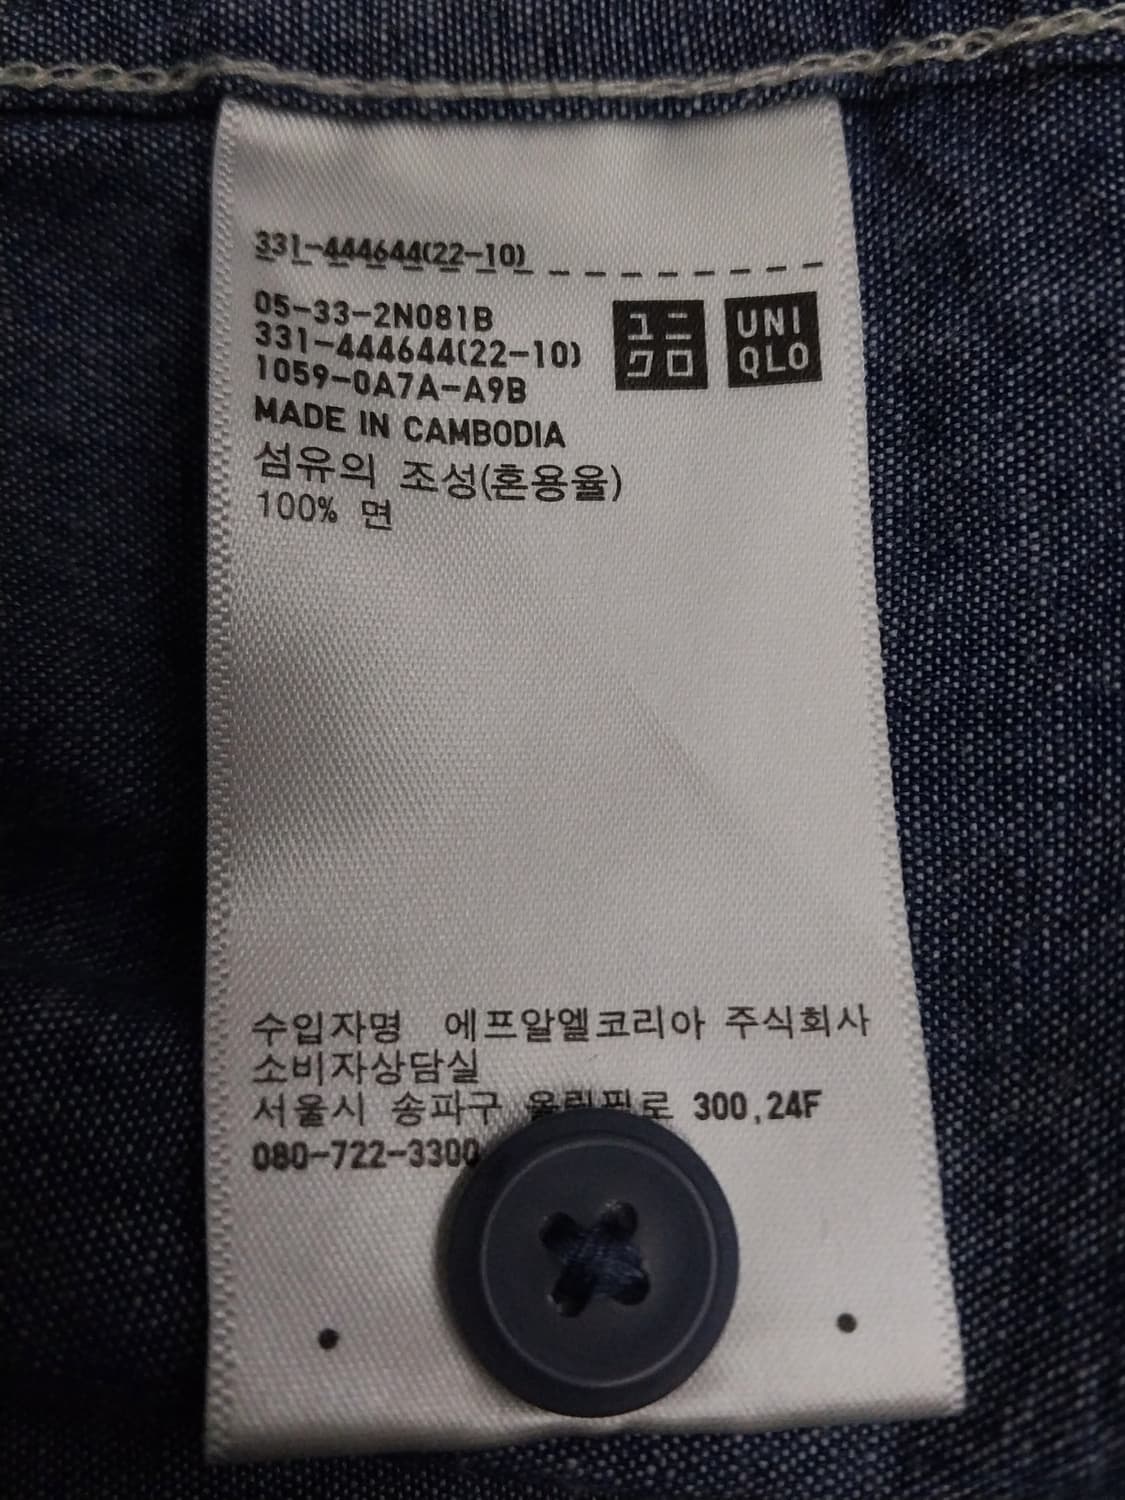 331-444644(22-10)
05-33-2N081B
331-444644(22-10)
1059-0A7A-A9B
MADE IN CAMBODIA
섬유의 조성(혼용율)
100% 면
ユニ
クロ
UNI
QLO
수입자명 에프알엘코리아 주식회사
소비자상담실
서울시 송파구 올림픽로 300,24F
080-722-3300